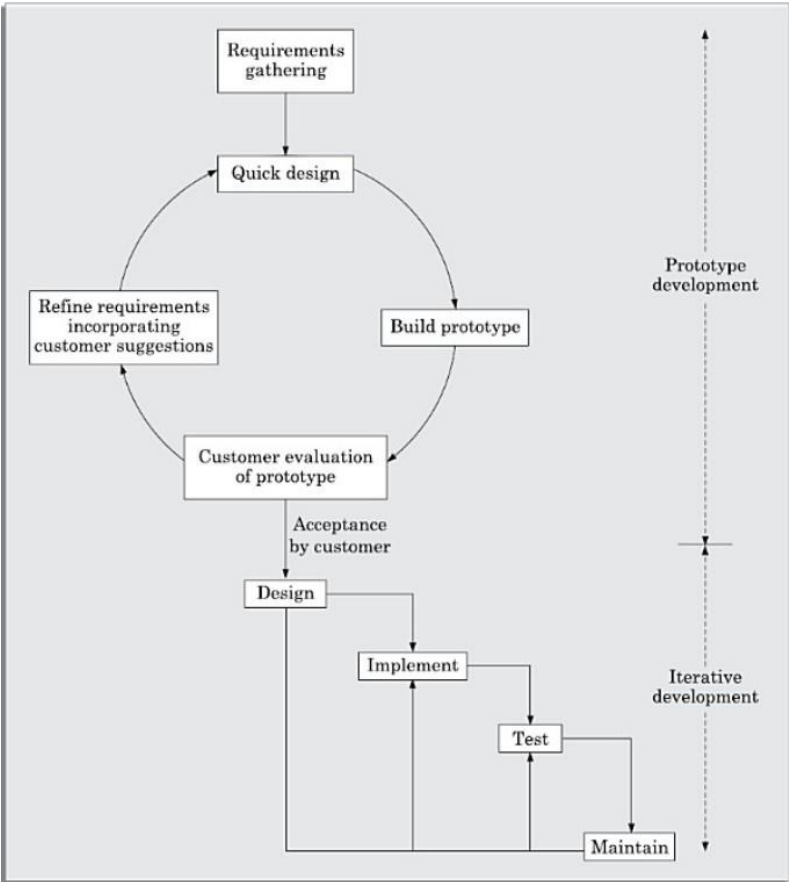 Requirements
gathering
Quick design
Prototype
development
Refine requirements
incorporating
customer suggestions
Build prototype
Customer evaluation
of prototype
Acceptance
by customer
Design
Implement
Iterative
development
Test
Maintain